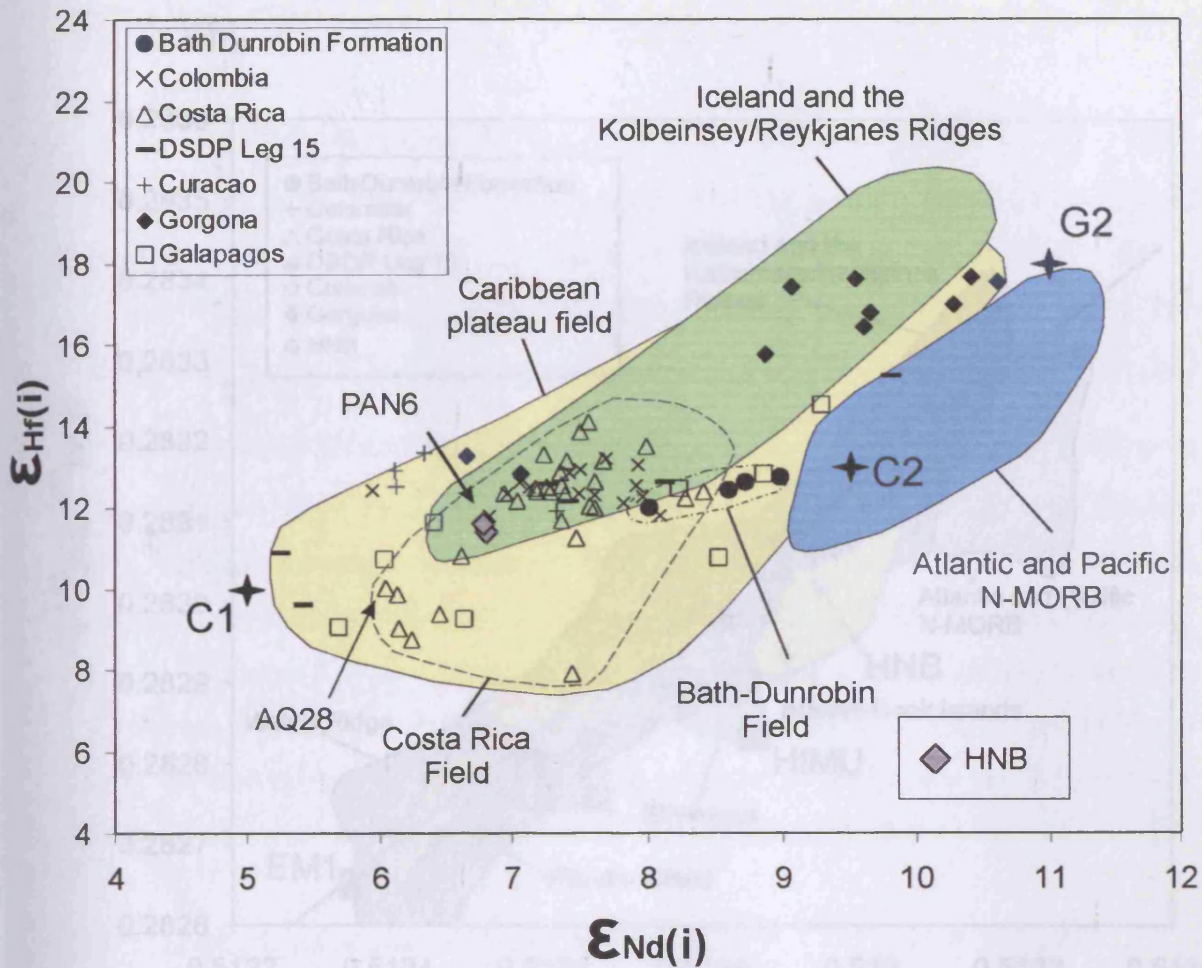 24
22
20
18
16
14
12
10
8
6
4
εHf(i)
Bath Dunrobin Formation
Colombia
Costa Rica
DSDP Leg 15
Curacao
Gorgona
Galapagos
Iceland and the
Kolbeinsey/Reykjanes Ridges
G2
Caribbean
plateau field
PAN6
C2
C1
Atlantic and Pacific
N-MORB
AQ28
Costa Rica
Field
Bath-Dunrobin
Field
HNB
4 5 6 7 8 9 10 11 12
εNd(i)